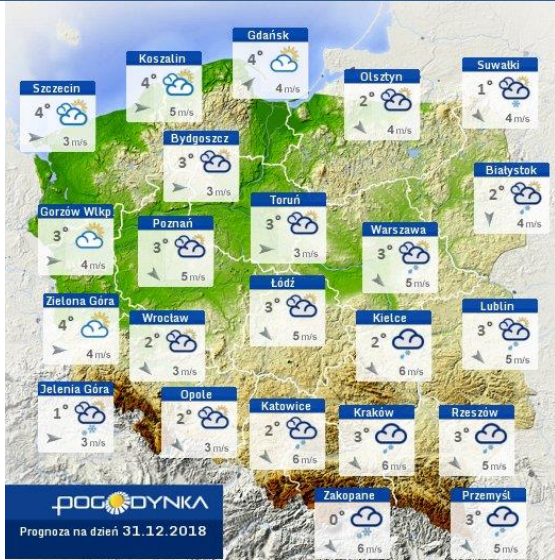 Gdańsk
4°
4 m/s
Koszalin
4°
5 m/s
Szczecin
4°
3 m/s
Olsztyn
2°
4 m/s
Suwałki
1°
4 m/s
Bydgoszcz
3°
3 m/s
Białystok
2°
4 m/s
Gorzów Wlkp
3°
4 m/s
Poznań
3°
5 m/s
Toruń
3°
3 m/s
Warszawa
3°
5 m/s
Zielona Góra
4°
4 m/s
Wrocław
2°
3 m/s
Łódź
3°
5 m/s
Kielce
2°
6 m/s
Lublin
3°
5 m/s
Jelenia Góra
1°
3 m/s
Opole
2°
3 m/s
Katowice
2°
6 m/s
Kraków
3°
6 m/s
Rzeszów
3°
5 m/s
Zakopane
0°
6 m/s
Przemyśl
3°
5 m/s
POGODYNKA
Prognoza na dzień 31.12.2018